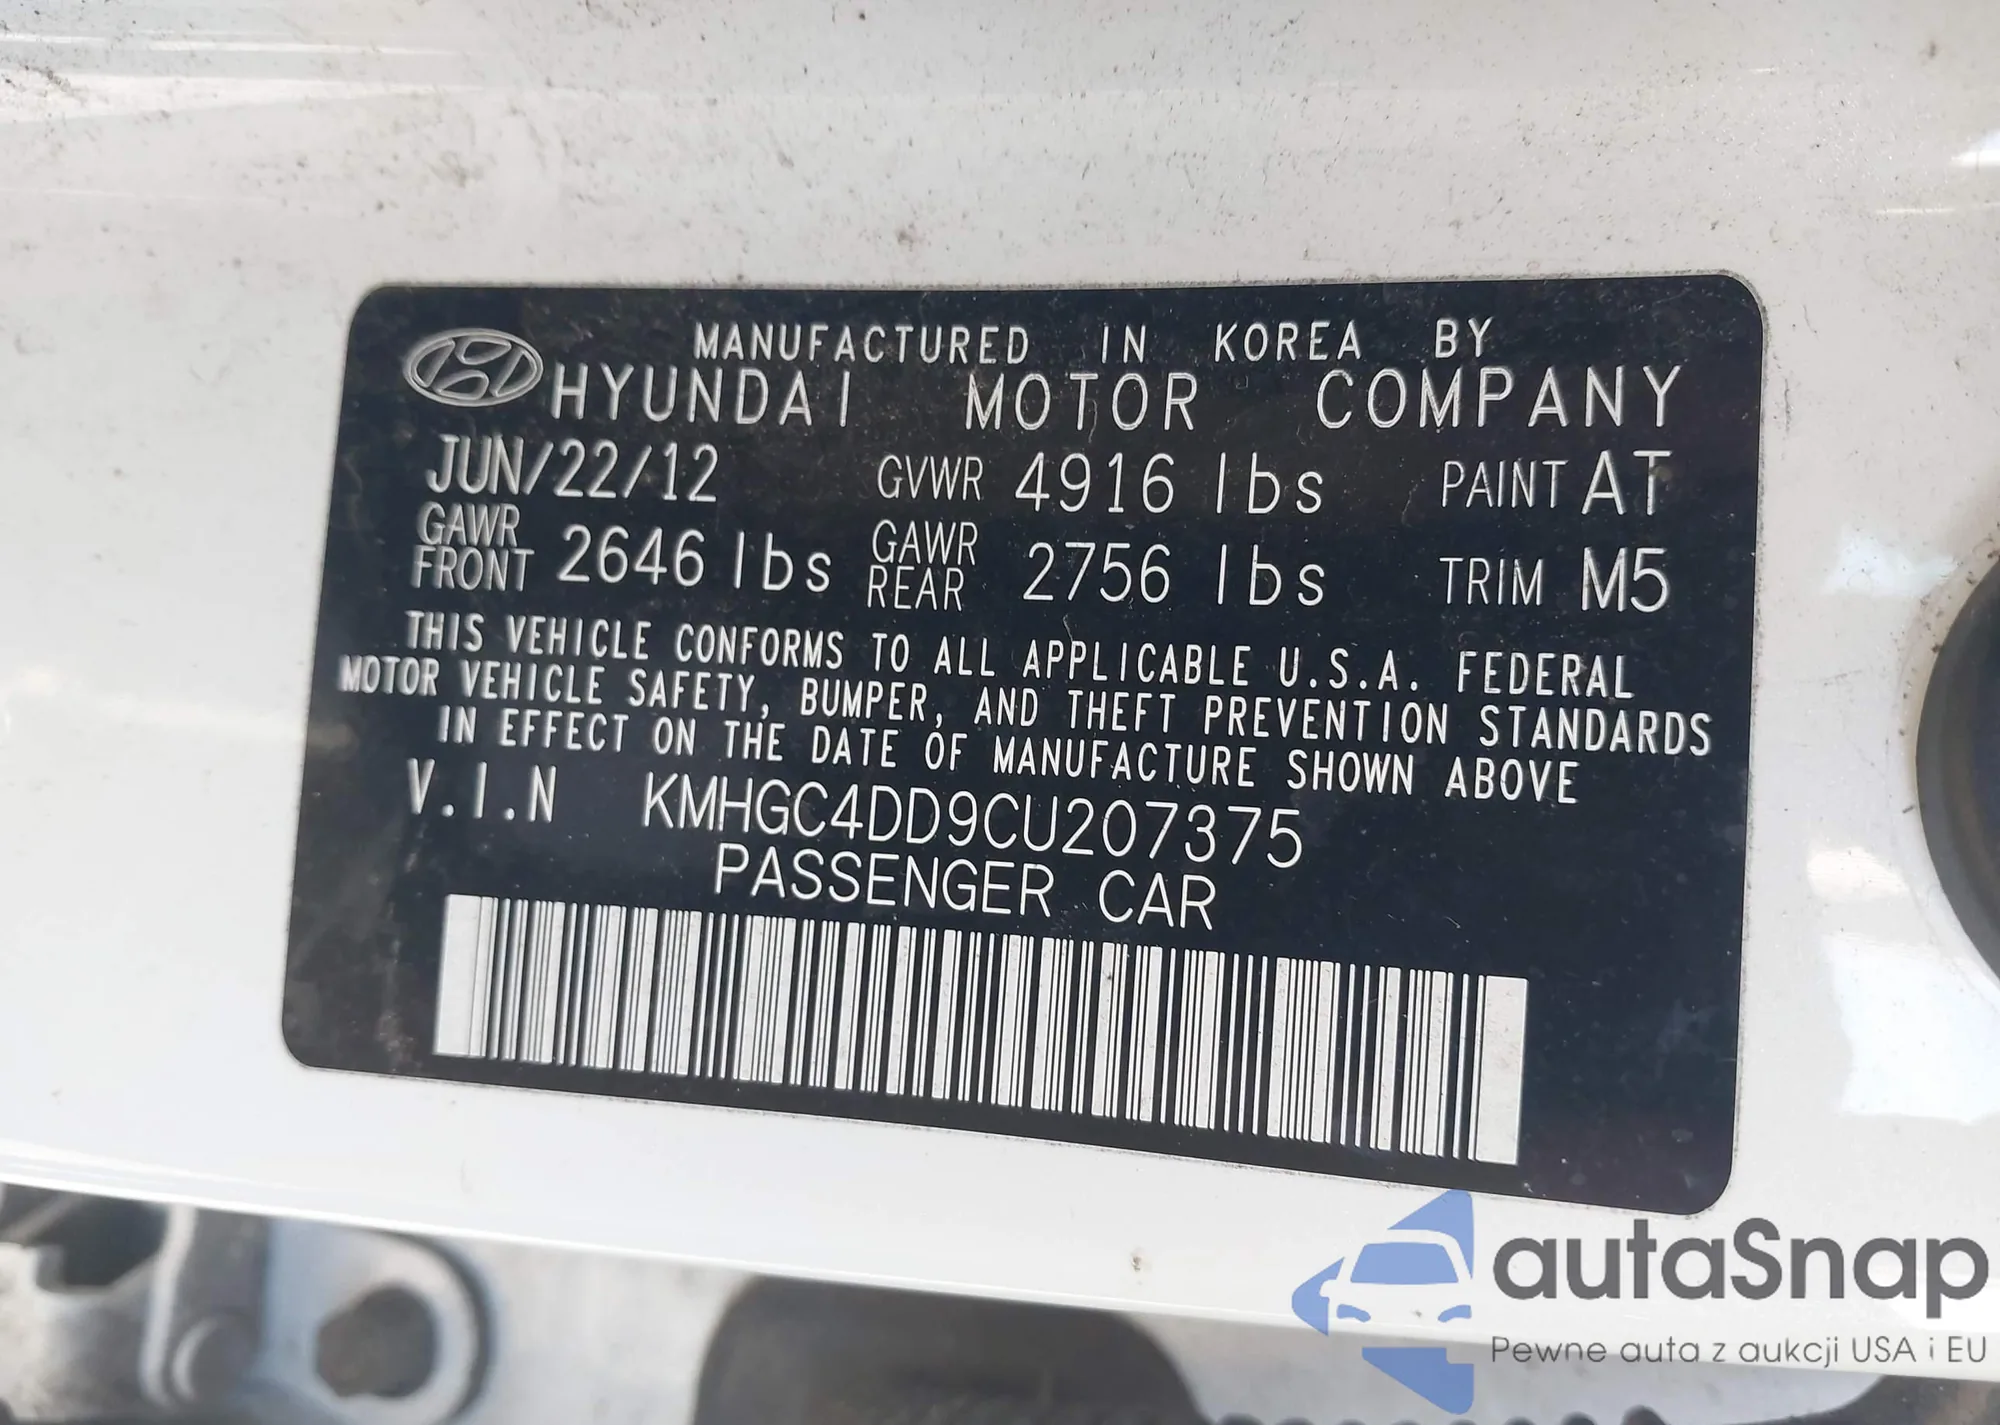 MANUFACTURED IN KOREA BY
HYUNDAI MOTOR COMPANY
JUN/22/12 GVWR 4916 lbs PAINT AT
GAWR FRONT 2646 lbs GAWR REAR 2756 lbs TRIM M5
THIS VEHICLE CONFORMS TO ALL APPLICABLE U.S.A. FEDERAL
MOTOR VEHICLE SAFETY, BUMPER, AND THEFT PREVENTION STANDARDS
IN EFFECT ON THE DATE OF MANUFACTURE SHOWN ABOVE
V.I.N KMHGC4DD9CU207375
PASSENGER CAR
autaSnap
Pewne auta z aukcji USA i EU